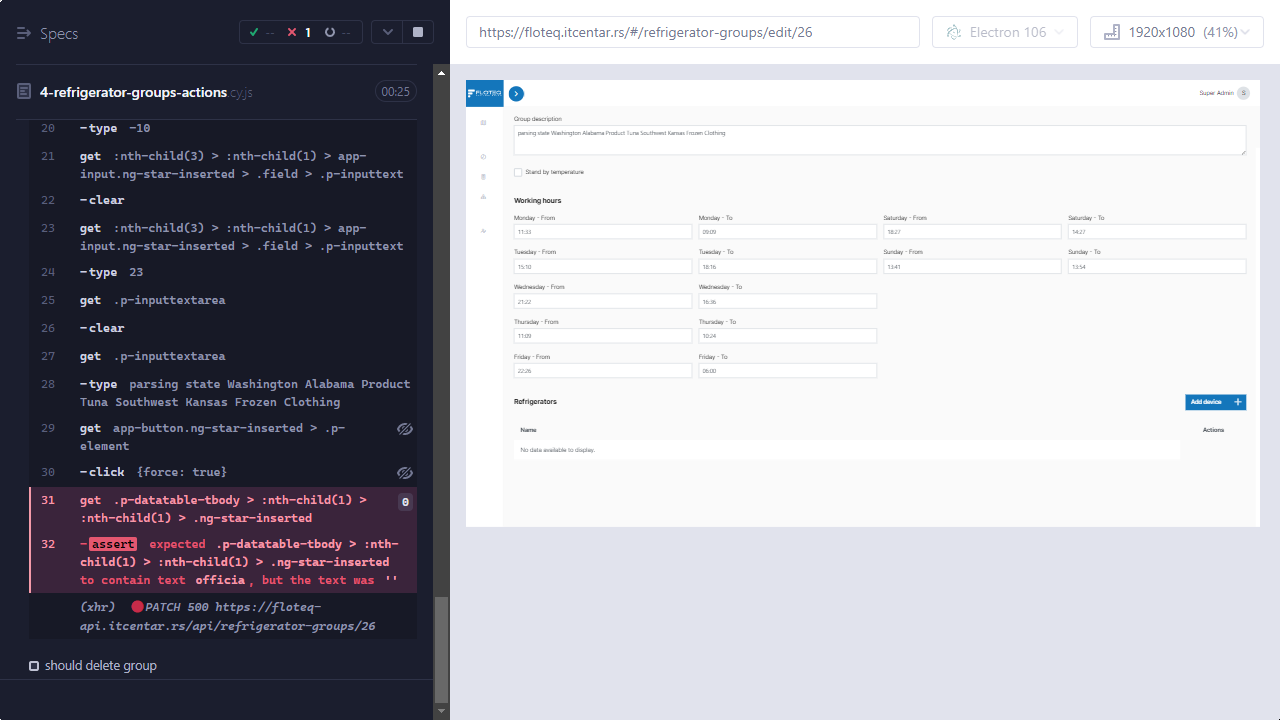 Specs
-- 1 --
4-refrigerator-groups-actions.cy.js 00:25
20 -type -10
21 get :nth-child(3) > :nth-child(1) > app-
input.ng-star-inserted > .field > .p-inputtext
22 -clear
23 get :nth-child(3) > :nth-child(1) > app-
input.ng-star-inserted > .field > .p-inputtext
24 -type 23
25 get .p-inputtextarea
26 -clear
27 get .p-inputtextarea
28 -type parsing state Washington Alabama Product
Tuna Southwest Kansas Frozen Clothing
29 get app-button.ng-star-inserted > .p-
element
30 -click {force: true}
31 get .p-datatable-tbody > :nth-child(1) > 0
:nth-child(1) > .ng-star-inserted
32 -assert expected .p-datatable-tbody > :nth-
child(1) > :nth-child(1) > .ng-star-inserted
to contain text officia, but the text was ''
(xhr) PATCH 500 https://floteq-
api.itcentar.rs/api/refrigerator-groups/26
should delete group
https://floteq.itcentar.rs/#/refrigerator-groups/edit/26 Electron 106 1920x1080 (41%)
FLOTEQ Super Admin S
Group description
parsing state Washington Alabama Product Tuna Southwest Kansas Frozen Clothing
Stand by temperature
Working hours
Monday - From Monday - To Saturday - From Saturday - To
11:33 09:09 18:27 14:27
Tuesday - From Tuesday - To Sunday - From Sunday - To
15:10 18:16 13:41 13:54
Wednesday - From Wednesday - To
21:22 16:36
Thursday - From Thursday - To
11:09 10:24
Friday - From Friday - To
22:26 06:00
Refrigerators Add device
Name Actions
No data available to display.